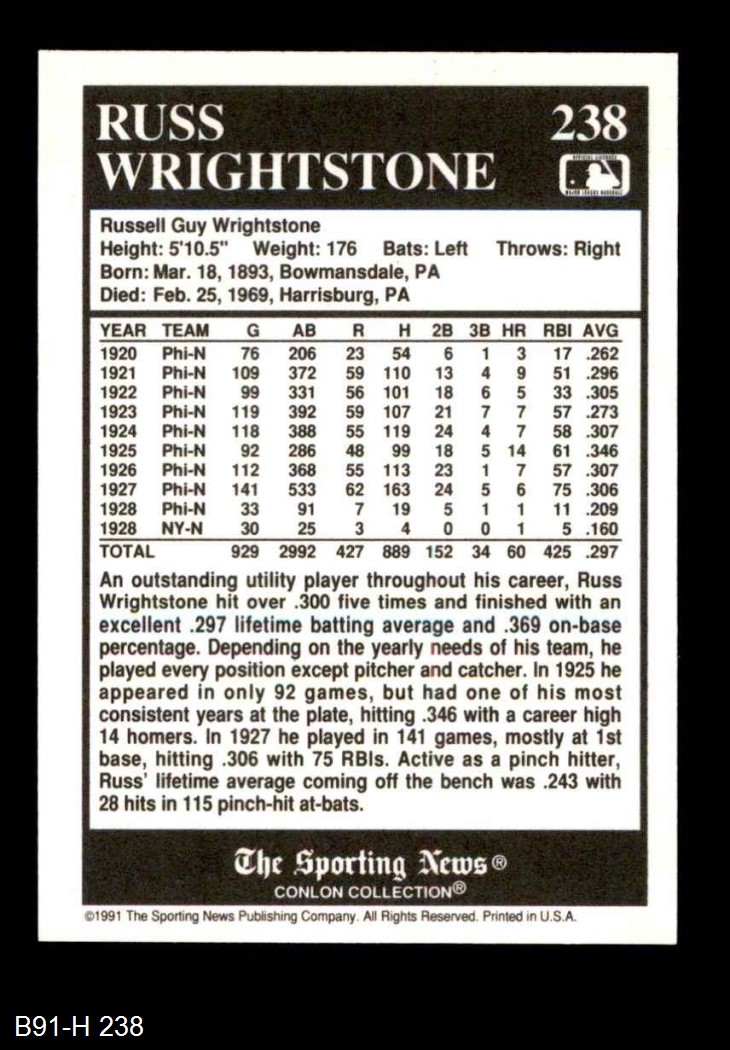 RUSS 238
WRIGHTSTONE
Russell Guy Wrightstone
Height: 5'10.5" Weight: 176 Bats: Left Throws: Right
Born: Mar. 18, 1893, Bowmansdale, PA
Died: Feb. 25, 1969, Harrisburg, PA
YEAR TEAM G AB R H 2B 3B HR RBI AVG
1920 Phi-N 76 206 23 54 6 1 3 17 .262
1921 Phi-N 109 372 59 110 13 4 9 51 .296
1922 Phi-N 99 331 56 101 18 6 5 33 .305
1923 Phi-N 119 392 59 107 21 7 7 57 .273
1924 Phi-N 118 388 55 119 24 4 7 58 .307
1925 Phi-N 92 286 48 99 18 5 14 61 .346
1926 Phi-N 112 368 55 113 23 1 7 57 .307
1927 Phi-N 141 533 62 163 24 5 6 75 .306
1928 Phi-N 33 91 7 19 5 1 1 11 .209
1928 NY-N 30 25 3 4 0 0 1 5 .160
TOTAL 929 2992 427 889 152 34 60 425 .297
An outstanding utility player throughout his career, Russ
Wrightstone hit over .300 five times and finished with an
excellent .297 lifetime batting average and .369 on-base
percentage. Depending on the yearly needs of his team, he
played every position except pitcher and catcher. In 1925 he
appeared in only 92 games, but had one of his most
consistent years at the plate, hitting .346 with a career high
14 homers. In 1927 he played in 141 games, mostly at 1st
base, hitting .306 with 75 RBIs. Active as a pinch hitter,
Russ' lifetime average coming off the bench was .243 with
28 hits in 115 pinch-hit at-bats.
The Sporting News®
CONLON COLLECTION®
©1991 The Sporting News Publishing Company. All Rights Reserved. Printed in U.S.A.
B91-H 238